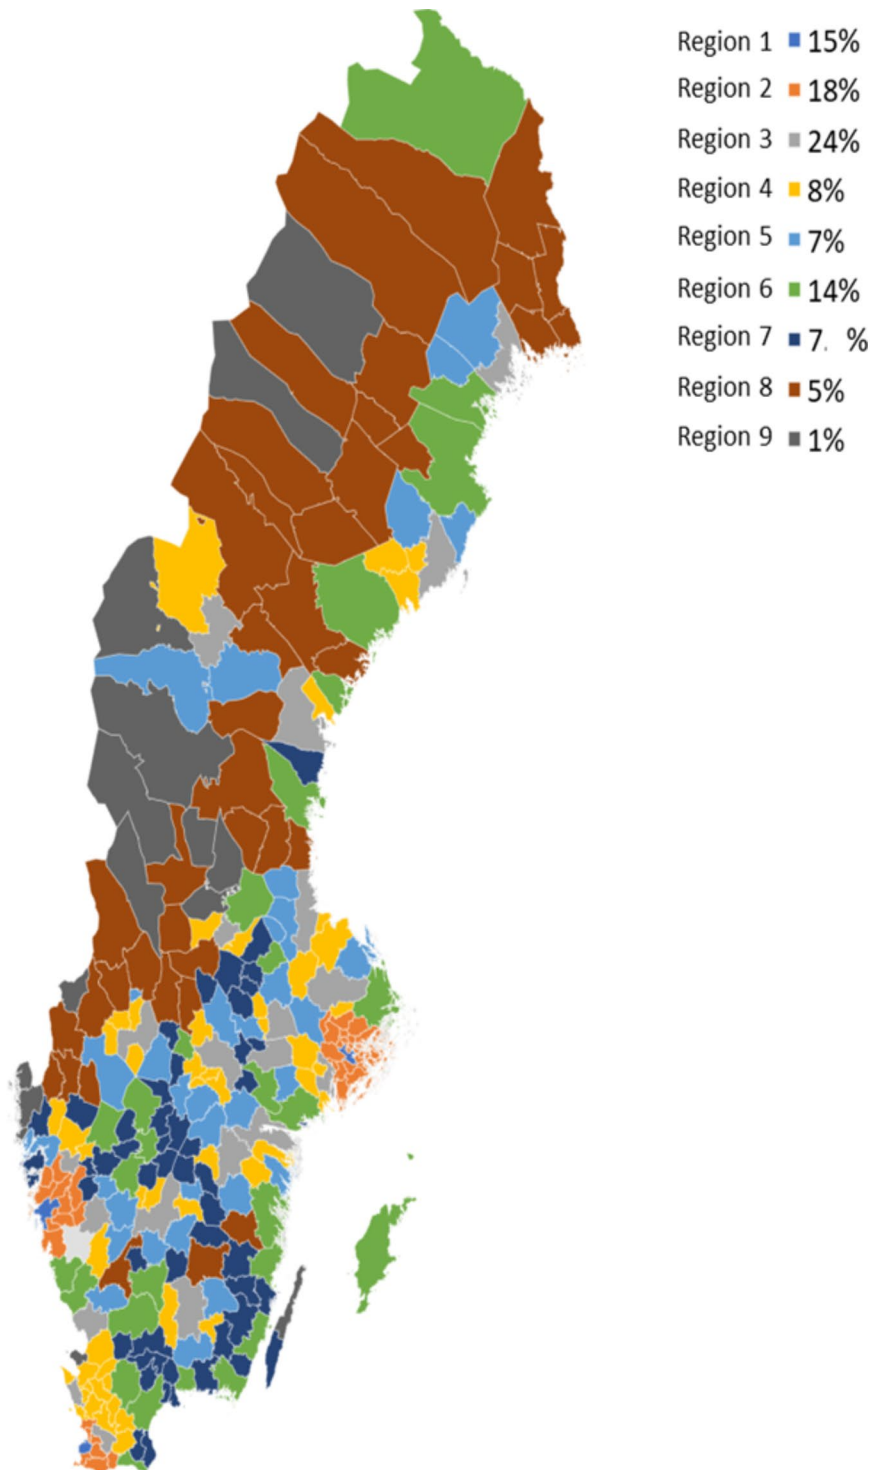 Region 1 15%
Region 2 18%
Region 3 24%
Region 4 8%
Region 5 7%
Region 6 14%
Region 7 7. %
Region 8 5%
Region 9 1%